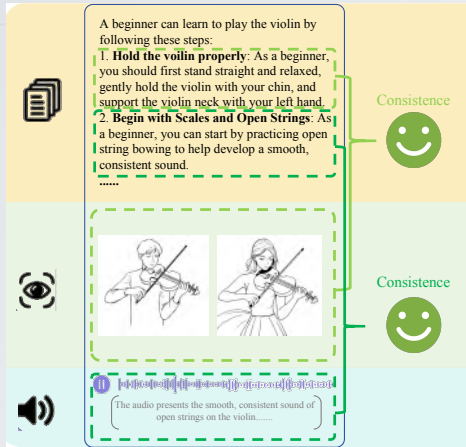 A beginner can learn to play the violin by
following these steps:
1. Hold the voilin properly: As a beginner,
you should first stand straight and relaxed,
gently hold the violin with your chin, and
support the violin neck with your left hand.
2. Begin with Scales and Open Strings: As
a beginner, you can start by practicing open
string bowing to help develop a smooth,
consistent sound.
......
Consistence
Consistence
The audio presents the smooth, consistent sound of
open strings on the violin.......